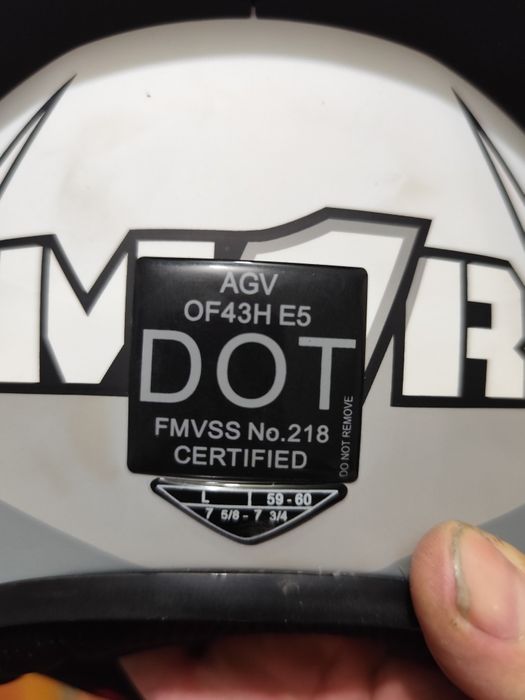 M1R
AGV
OF43H E5
DOT
FMVSS No.218
CERTIFIED
DO NOT REMOVE
L 59-60
7 5/8 - 7 3/4